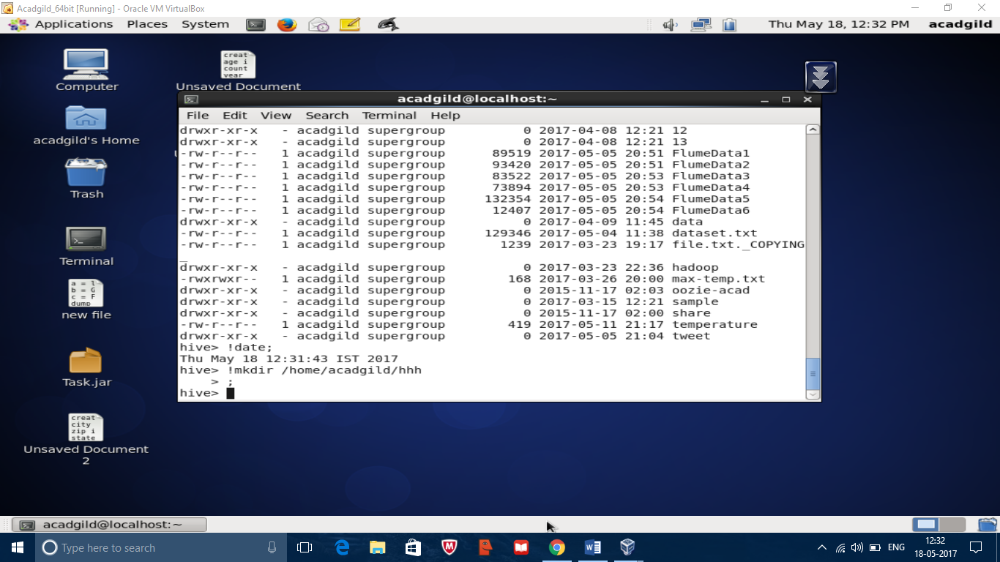 Acadgild_64bit [Running] - Oracle VM VirtualBox
Applications Places System Thu May 18, 12:32 PM acadgild
Computer
acadgild's Home
Trash
Terminal
a = l
b = G
c = F
dump
new file
Task.jar
creat
city
zip i
state
Unsaved Document
2
creat
age i
count
year
Unsaved Document
acadgild@localhost:~
File Edit View Search Terminal Help
drwxr-xr-x   - acadgild supergroup          0 2017-04-08 12:21 12
drwxr-xr-x   - acadgild supergroup          0 2017-04-08 12:21 13
-rw-r--r--   1 acadgild supergroup      89519 2017-05-05 20:51 FlumeData1
-rw-r--r--   1 acadgild supergroup      93420 2017-05-05 20:51 FlumeData2
-rw-r--r--   1 acadgild supergroup      83522 2017-05-05 20:53 FlumeData3
-rw-r--r--   1 acadgild supergroup      73894 2017-05-05 20:53 FlumeData4
-rw-r--r--   1 acadgild supergroup     132354 2017-05-05 20:54 FlumeData5
-rw-r--r--   1 acadgild supergroup      12407 2017-05-05 20:54 FlumeData6
drwxr-xr-x   - acadgild supergroup          0 2017-04-09 11:45 data
-rw-r--r--   1 acadgild supergroup     129346 2017-05-04 11:38 dataset.txt
-rw-r--r--   1 acadgild supergroup       1239 2017-03-23 19:17 file.txt._COPYING
_
drwxr-xr-x   - acadgild supergroup          0 2017-03-23 22:36 hadoop
-rwxrwxr--   1 acadgild supergroup        168 2017-03-26 20:00 max-temp.txt
drwxr-xr-x   - acadgild supergroup          0 2015-11-17 02:03 oozie-acad
drwxr-xr-x   - acadgild supergroup          0 2017-03-15 12:21 sample
drwxr-xr-x   - acadgild supergroup          0 2015-11-17 02:00 share
-rw-r--r--   1 acadgild supergroup        419 2017-05-11 21:17 temperature
drwxr-xr-x   - acadgild supergroup          0 2017-05-05 21:04 tweet
hive> !date;
Thu May 18 12:31:43 IST 2017
hive> !mkdir /home/acadgild/hhh
    > ;
hive>
acadgild@localhost:~
Type here to search
ENG
12:32
18-05-2017